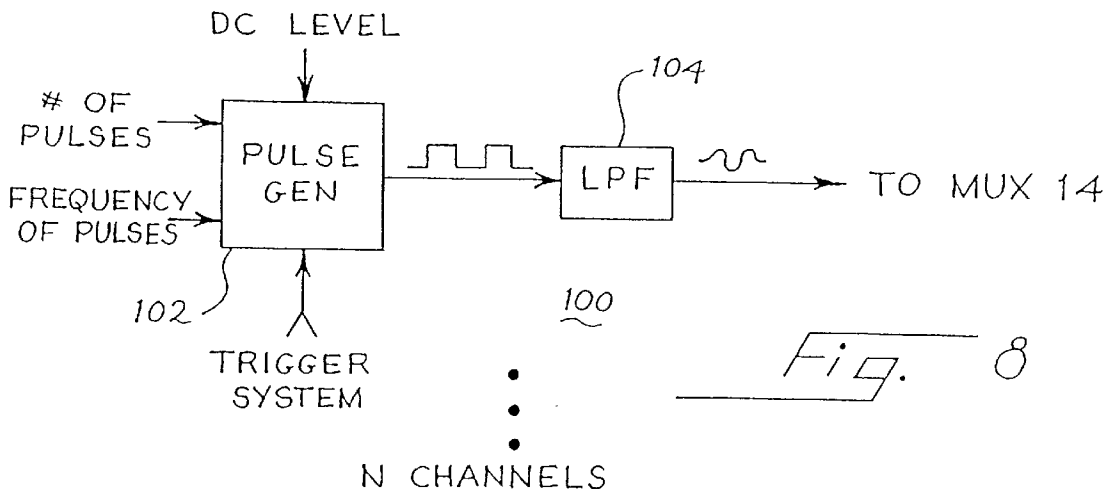 DC LEVEL
# OF
PULSES
FREQUENCY
OF PULSES
PULSE
GEN
102
TRIGGER
SYSTEM
104
LPF
TO MUX 14
100
N CHANNELS
Fig. 8